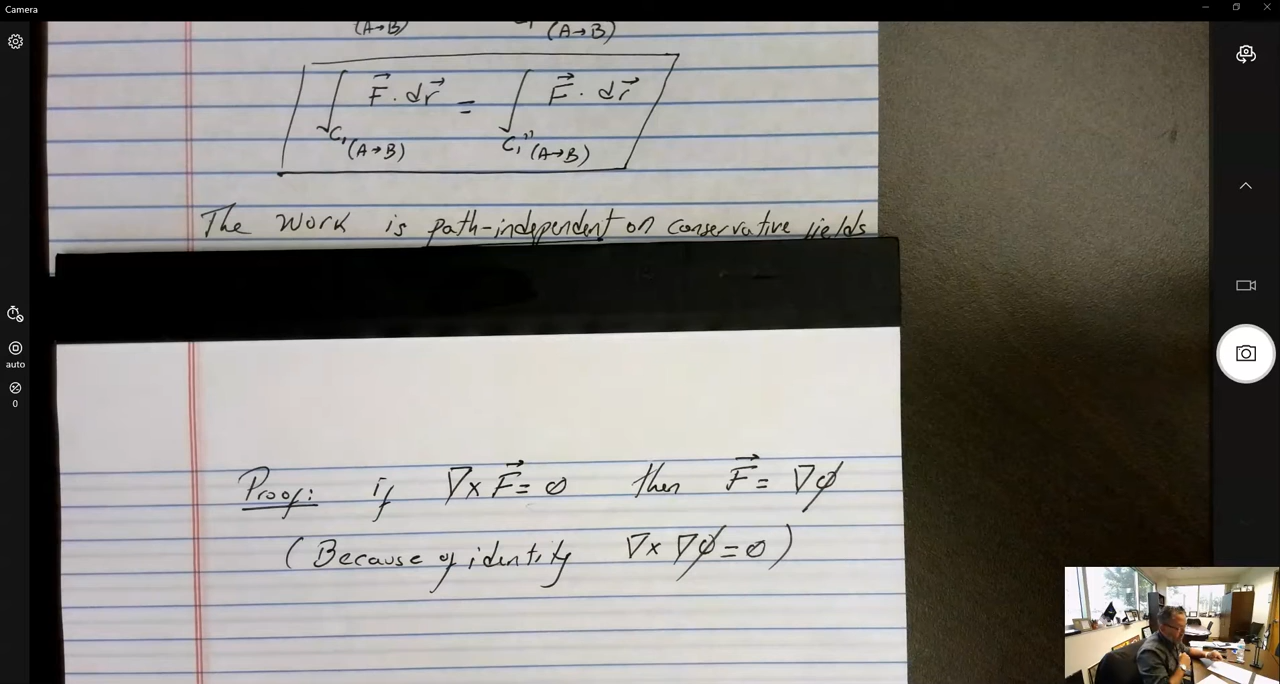 Camera
(A→B) (A→B)
∫ F⃗ · dr⃗ = ∫ F⃗ · dr⃗
C₁ (A→B) C₁'' (A→B)
The work is path-independent on conservative fields
auto
0
Proof: if ∇× F⃗ = 0 then F⃗ = ∇φ
(Because of identity ∇× ∇φ = 0)